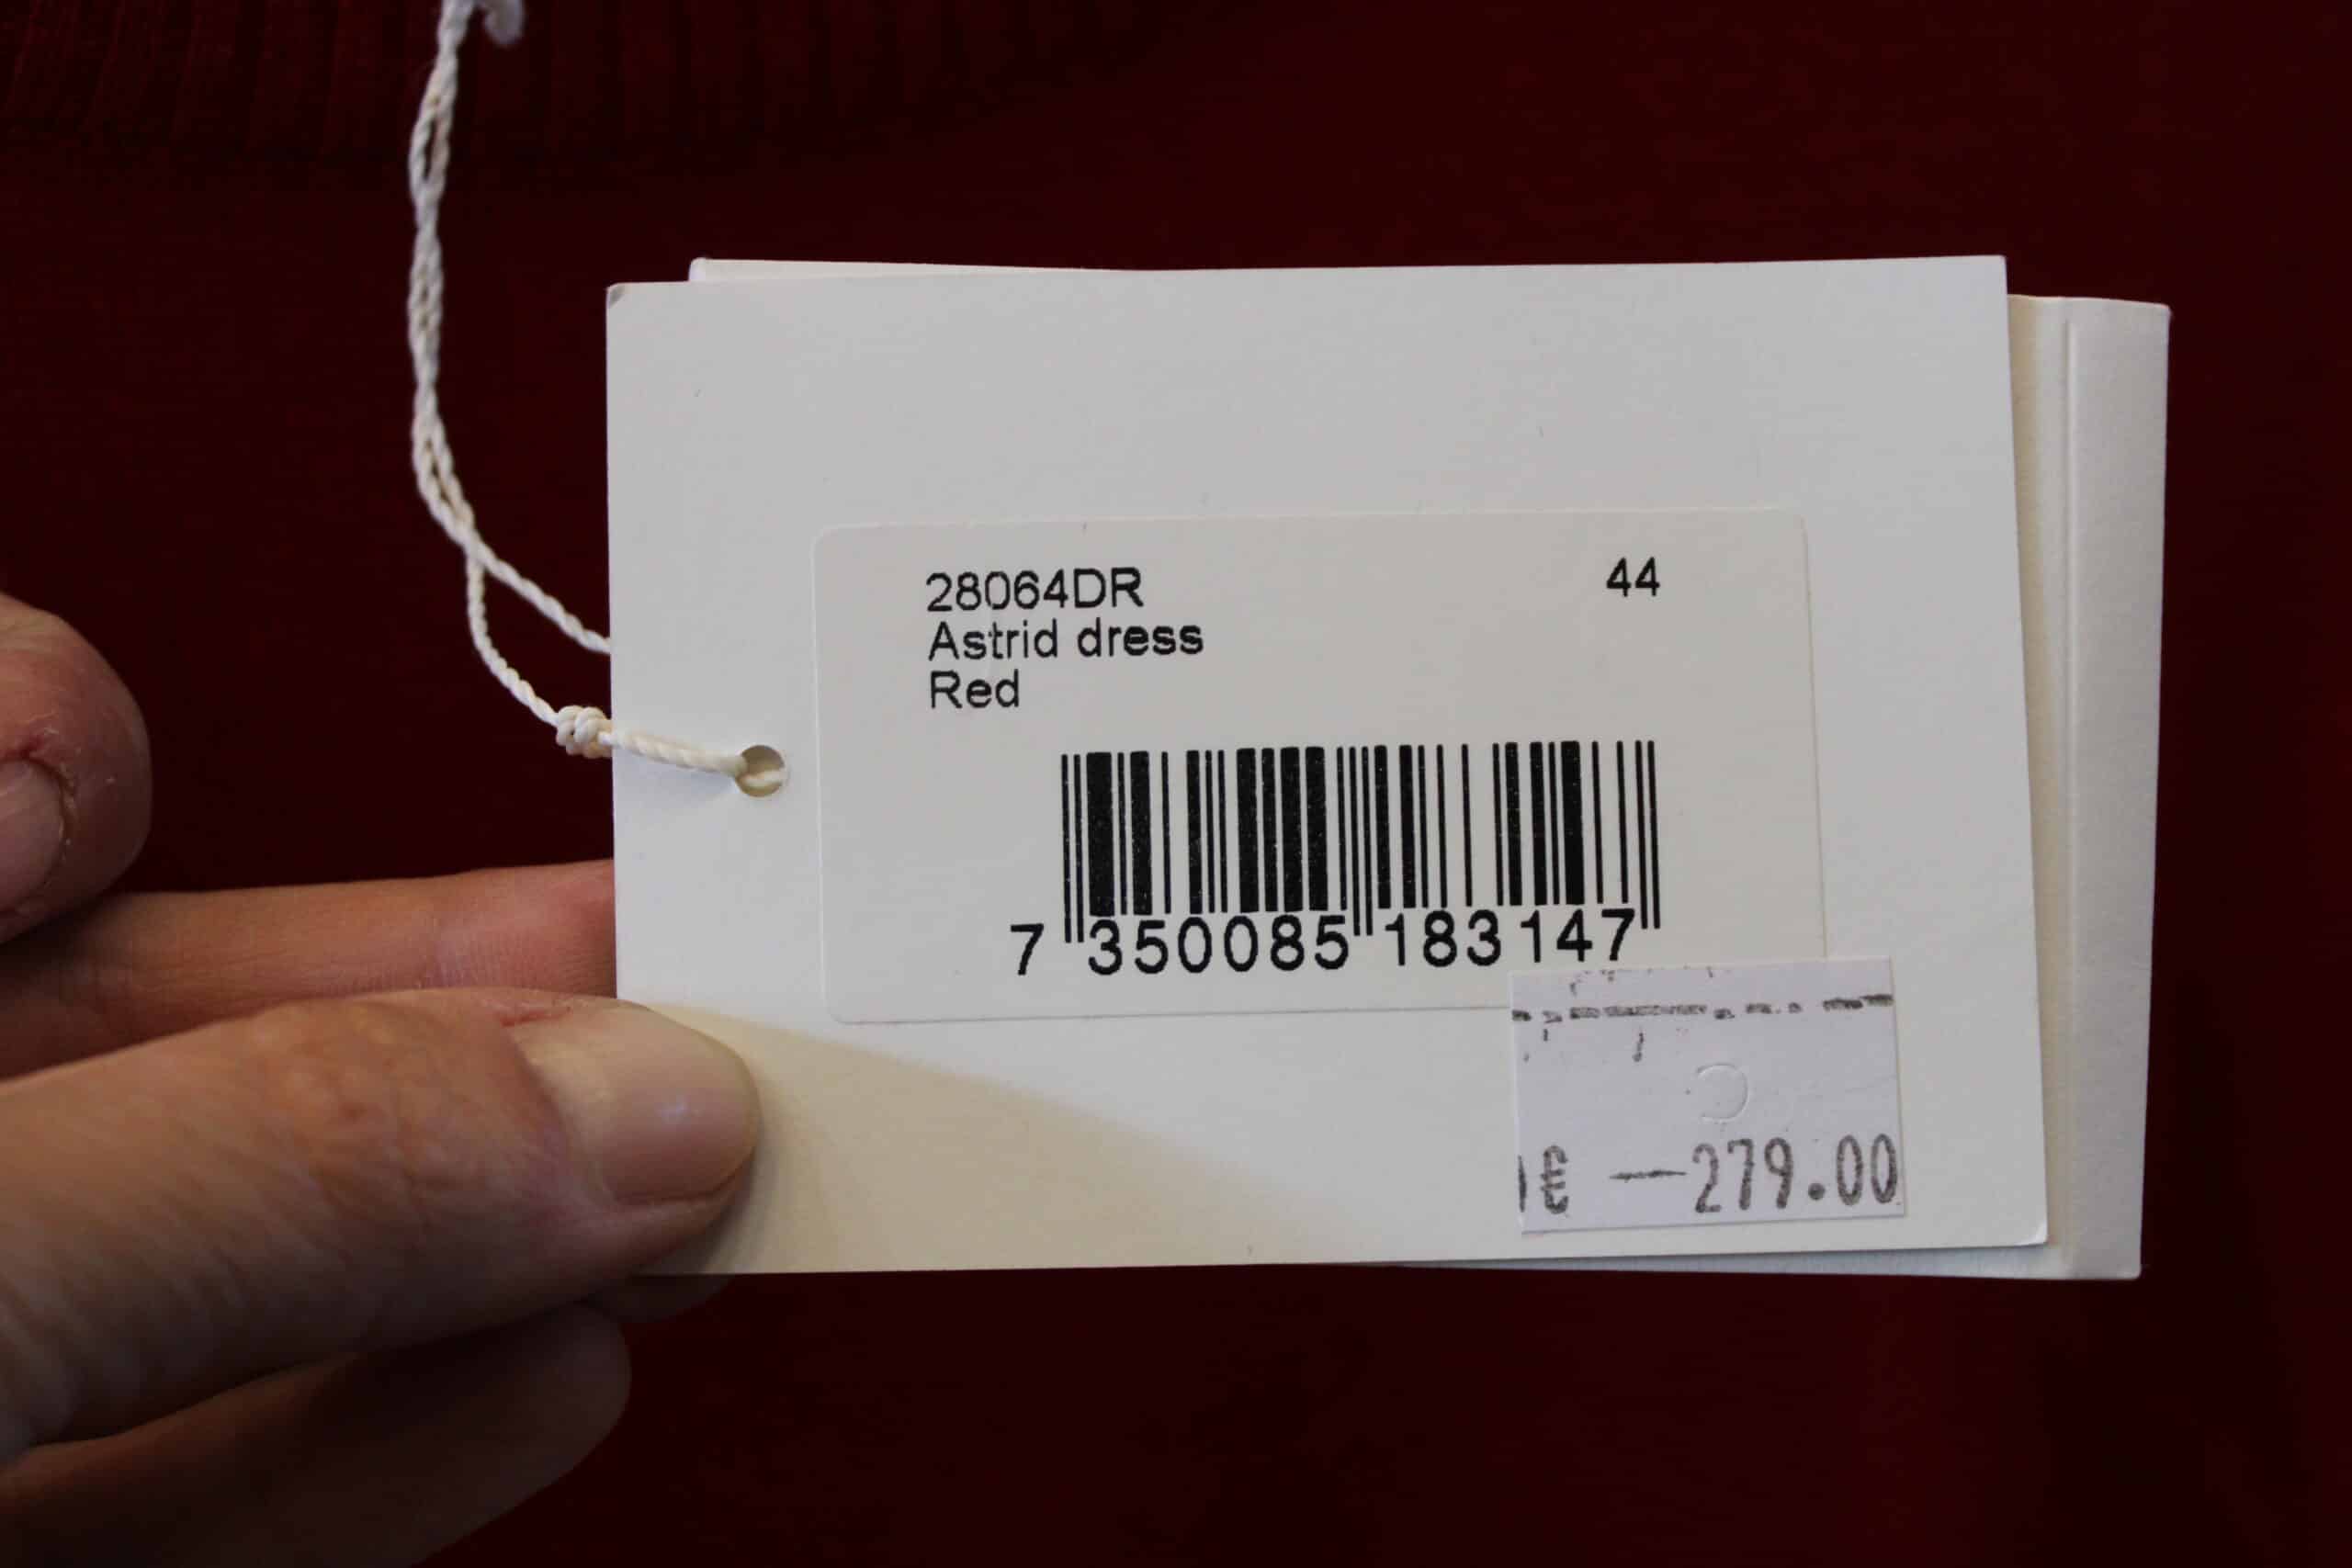 28064DR 44
Astrid dress
Red
7 350085 183147
€ —279.00